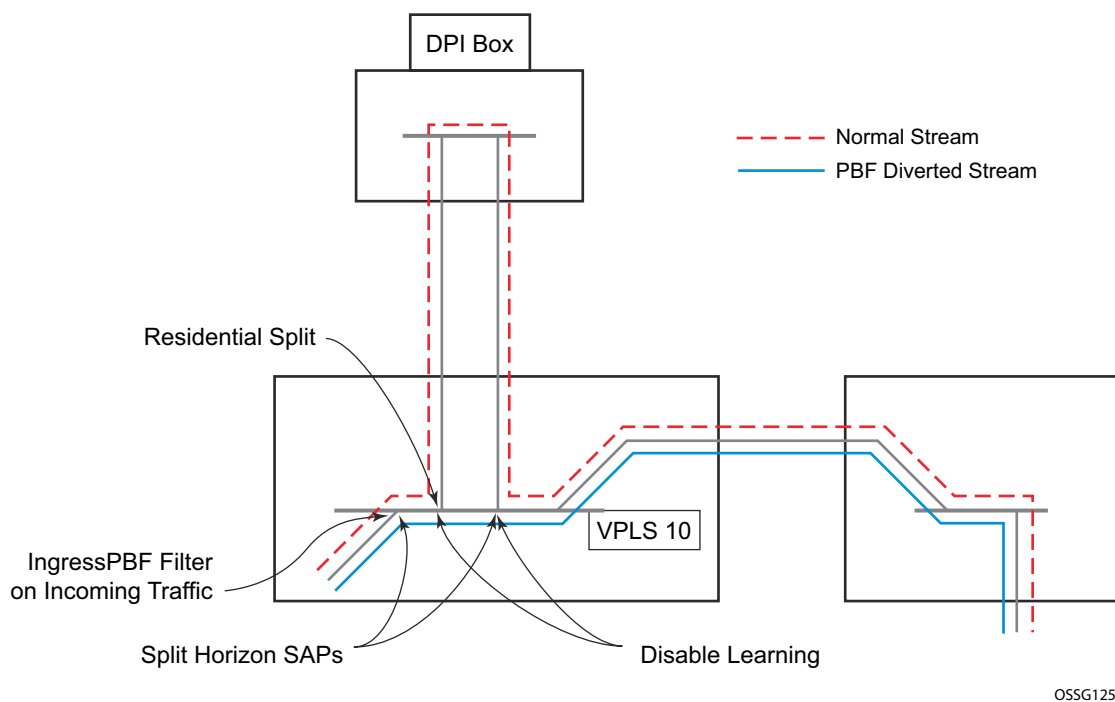 DPI Box
Normal Stream
PBF Diverted Stream
Residential Split
VPLS 10
IngressPBF Filter
on Incoming Traffic
Split Horizon SAPs
Disable Learning
OSSG125